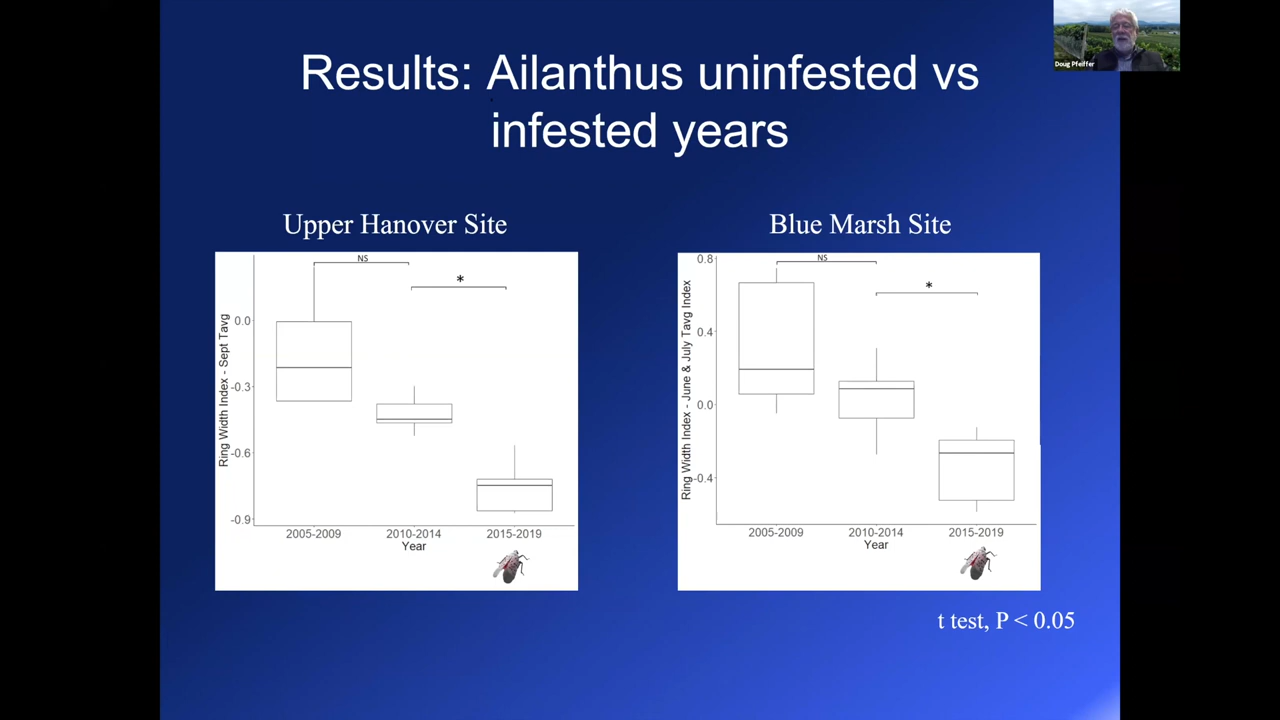 Results: Ailanthus uninfested vs
infested years
Doug Pfeiffer
Upper Hanover Site
NS
*
0.0
-0.3
-0.6
-0.9
Ring Width Index - Sept Tavg
2005-2009
2010-2014
2015-2019
Year
Blue Marsh Site
NS
*
0.8
0.4
0.0
-0.4
Ring Width Index - June & July Tavg Index
2005-2009
2010-2014
2015-2019
Year
t test, P < 0.05